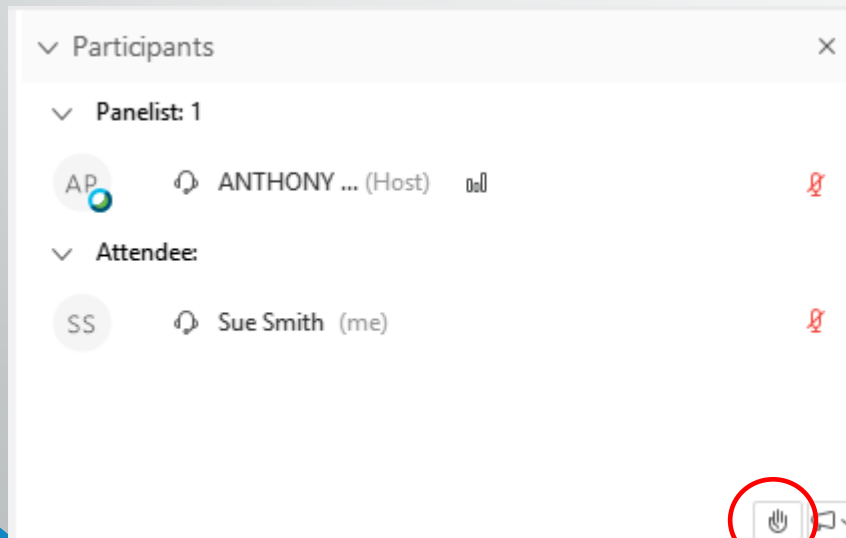 Participants
Panelist: 1
AP ANTHONY ... (Host)
Attendee:
SS Sue Smith (me)